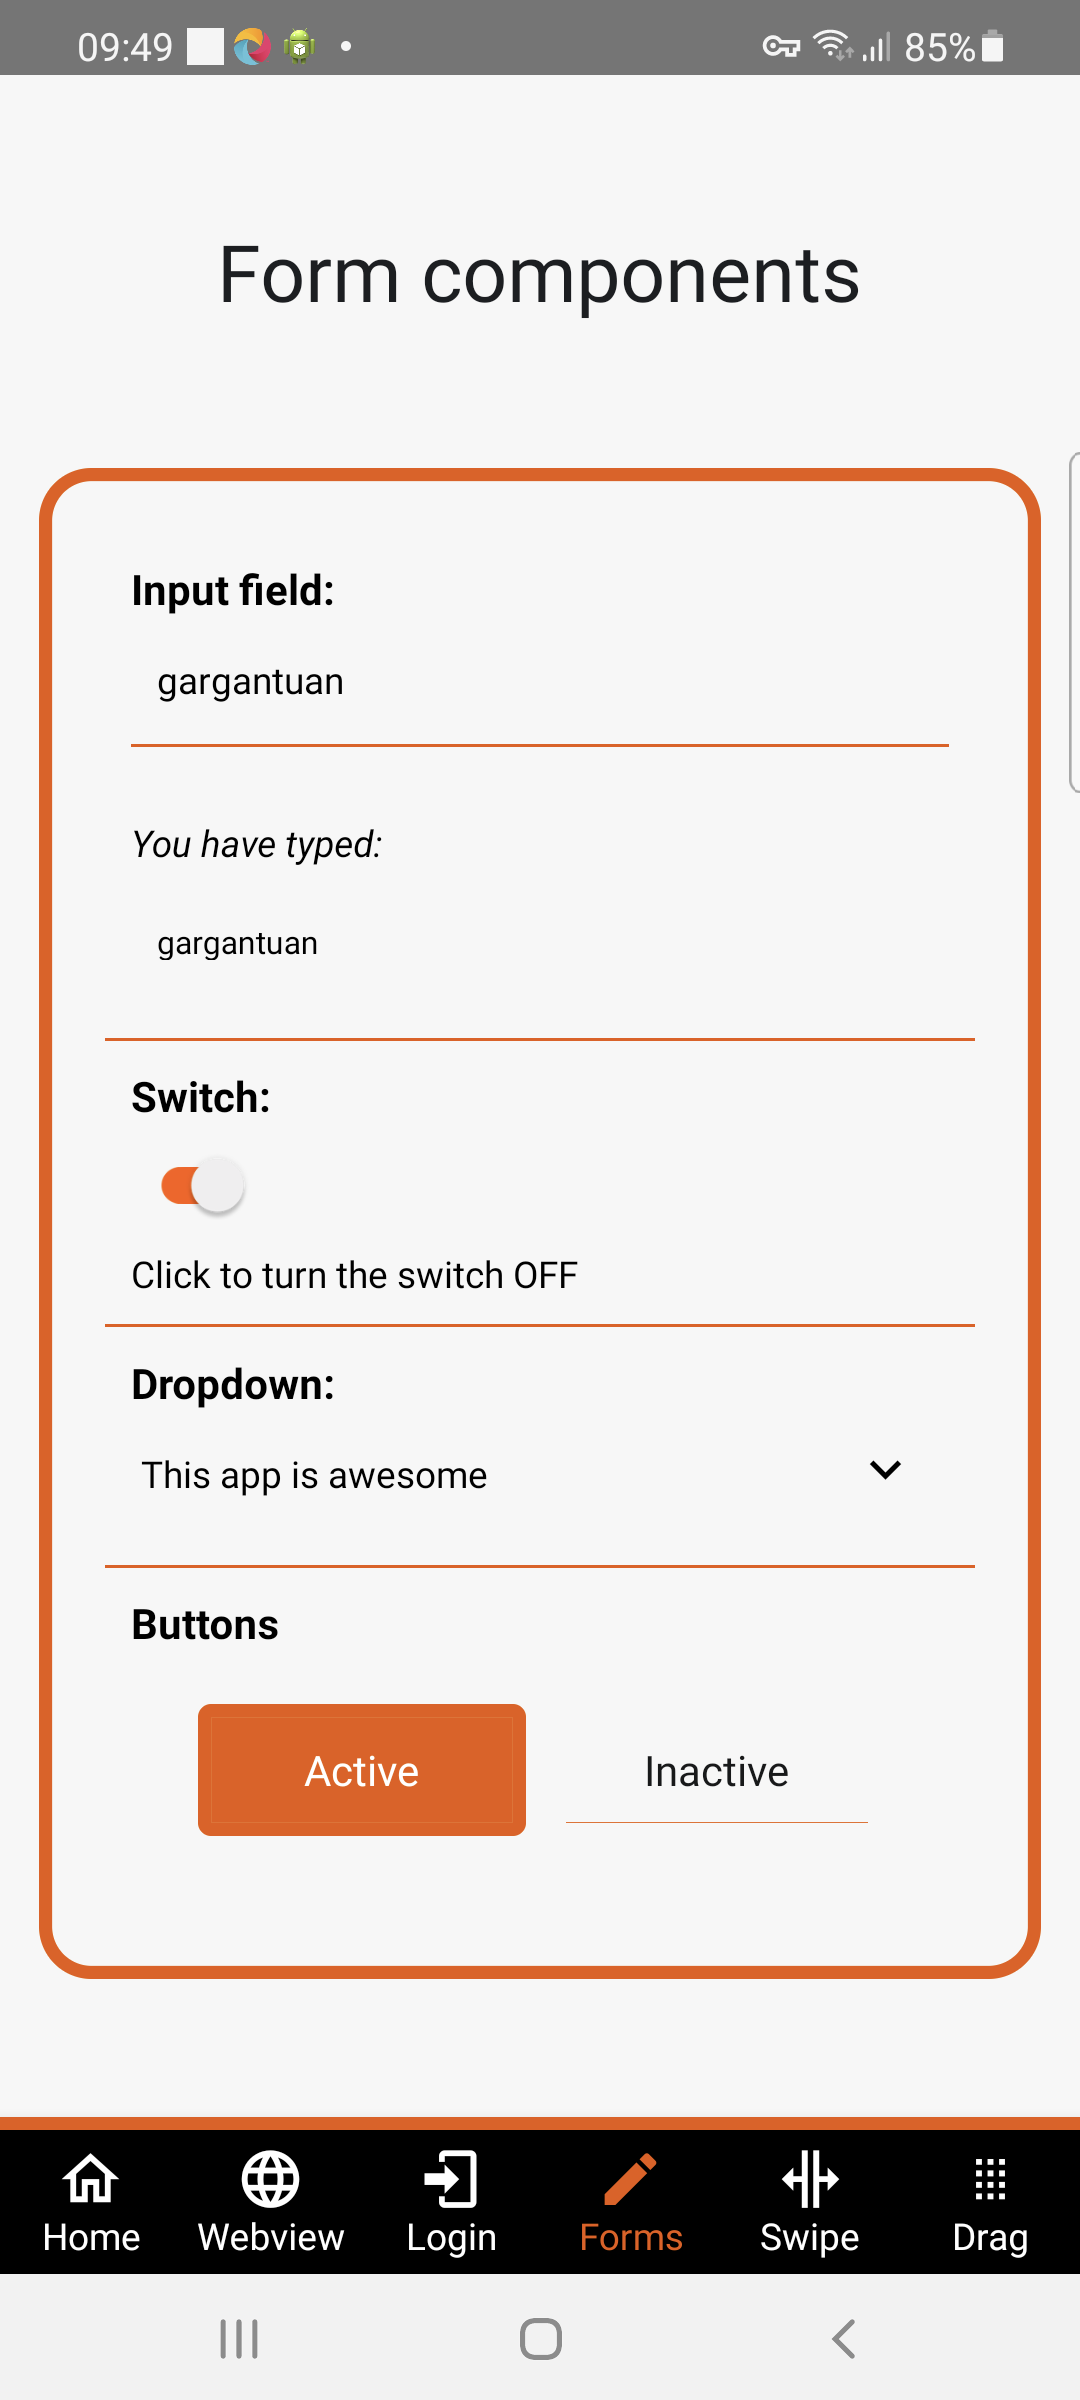 09:49 85%
Form components
Input field:
gargantuan
You have typed:
gargantuan
Switch:
Click to turn the switch OFF
Dropdown:
This app is awesome
Buttons
Active Inactive
Home Webview Login Forms Swipe Drag